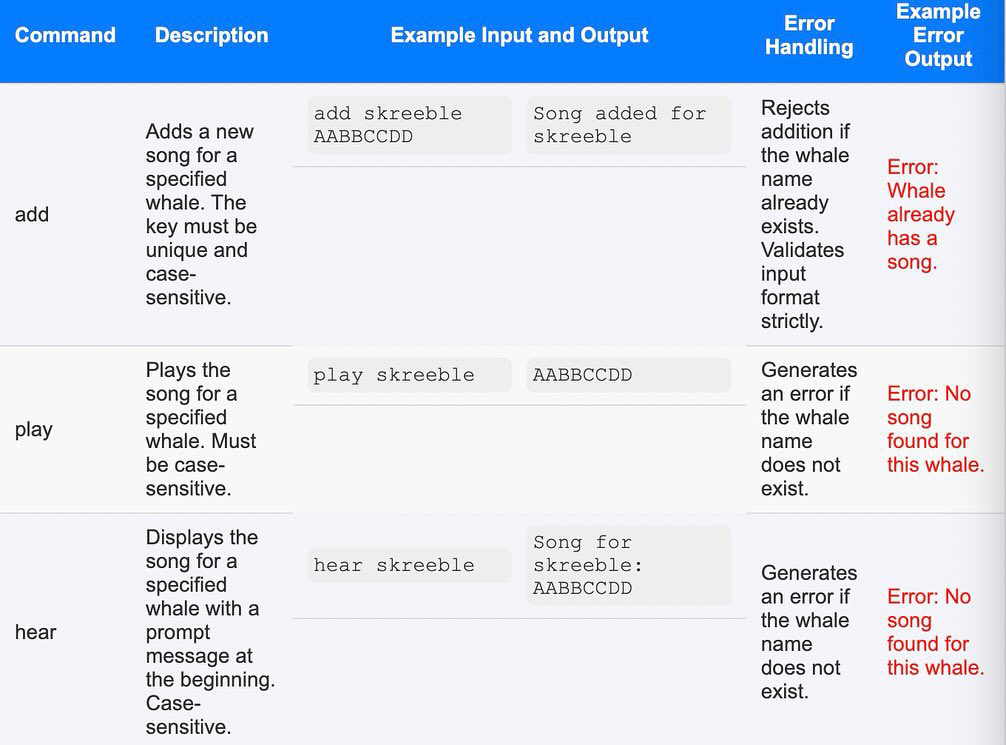 Command
Description
Example Input and Output
Error
Handling
Example
Error
Output
add
Adds a new
song for a
specified
whale. The
key must be
unique and
case-
sensitive.
add skreeble
AABBCCDD
Song added for
skreeble
Rejects
addition if
the whale
name
already
exists.
Validates
input
format
strictly.
Error:
Whale
already
has a
song.
play
Plays the
song for a
specified
whale. Must
be case-
sensitive.
play skreeble
AABBCCDD
Generates
an error if
the whale
name
does not
exist.
Error: No
song
found for
this whale.
hear
Displays the
song for a
specified
whale with a
prompt
message at
the beginning.
Case-
sensitive.
hear skreeble
Song for
skreeble:
AABBCCDD
Generates
an error if
the whale
name
does not
exist.
Error: No
song
found for
this whale.